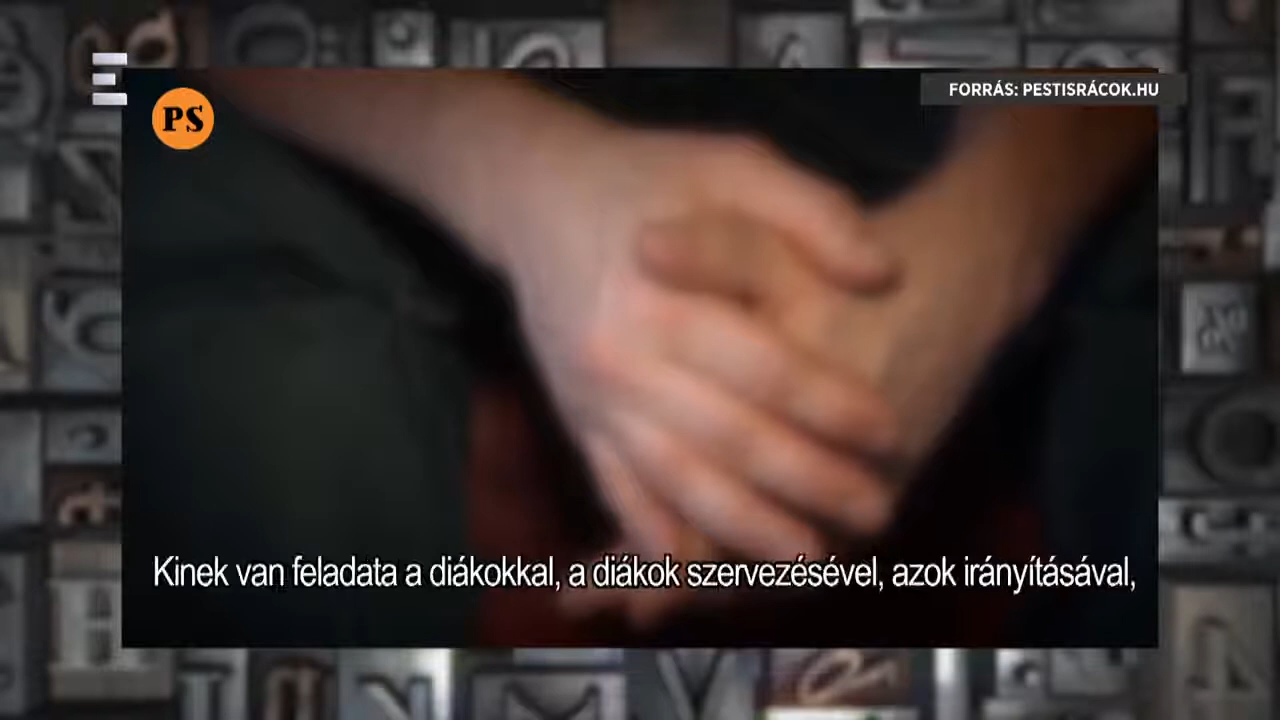 FORRÁS: PESTISRÁCOK.HU
PS
Kinek van feladata a diákokkal, a diákok szervezésével, azok irányításával,